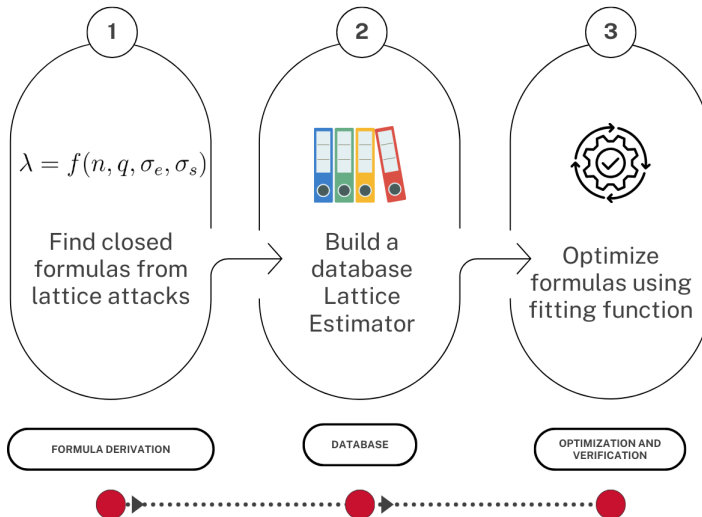 1
λ = f(n, q, σₑ, σₛ)
Find closed
formulas from
lattice attacks
2
Build a
database
Lattice
Estimator
3
Optimize
formulas using
fitting function
FORMULA DERIVATION
DATABASE
OPTIMIZATION AND
VERIFICATION